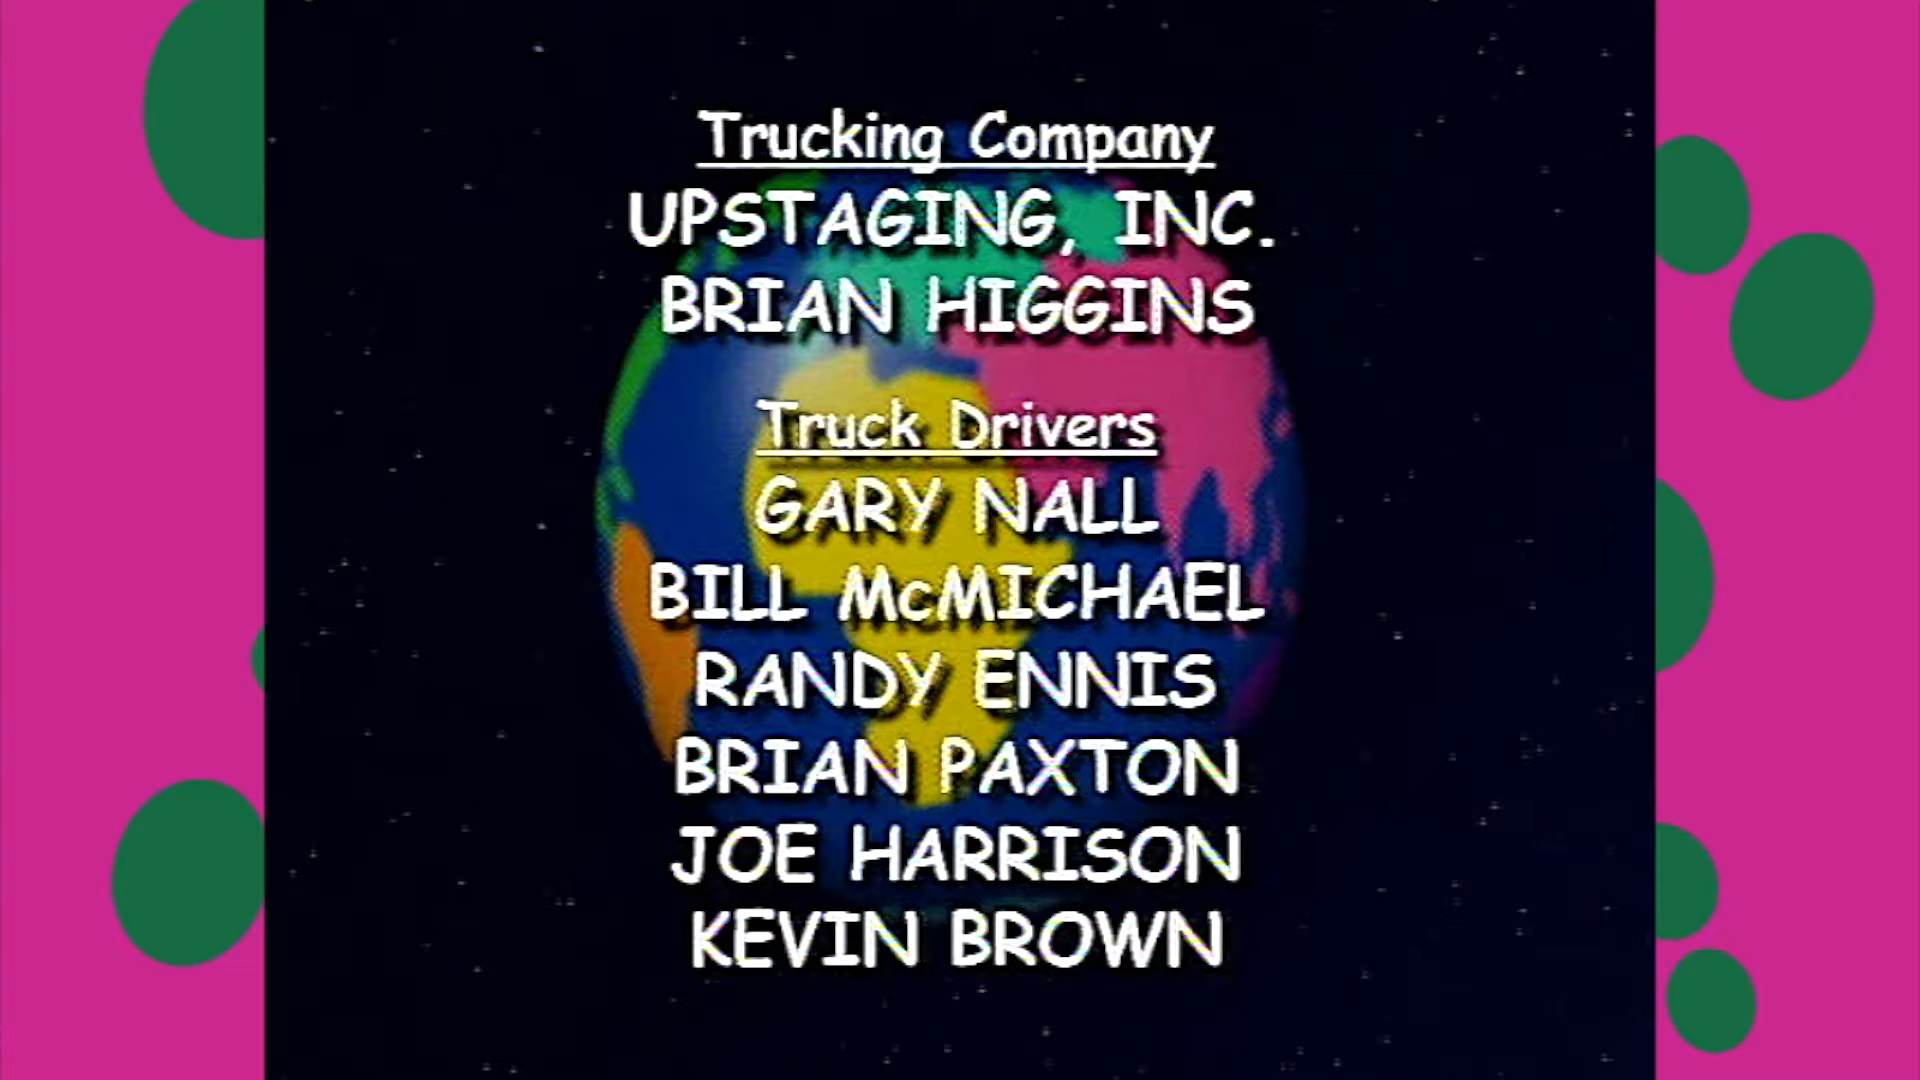 Trucking Company
UPSTAGING, INC.
BRIAN HIGGINS
Truck Drivers
GARY NALL
BILL McMICHAEL
RANDY ENNIS
BRIAN PAXTON
JOE HARRISON
KEVIN BROWN